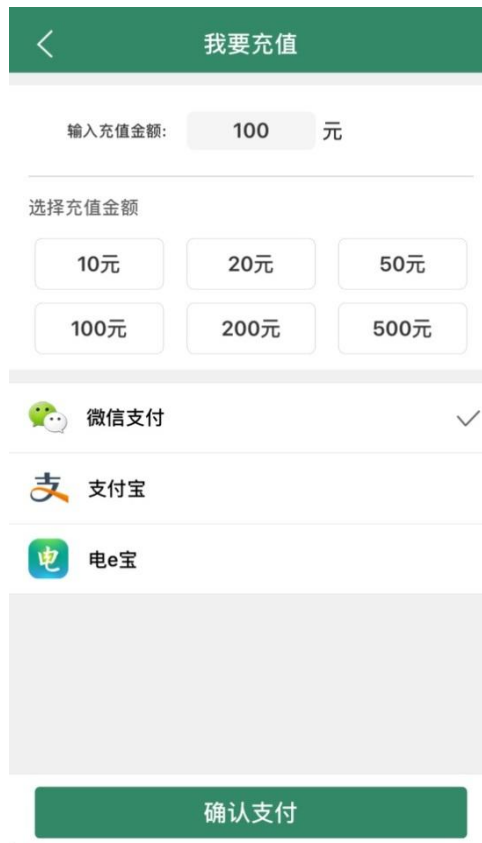 我要充值
输入充值金额: 100 元
选择充值金额
10元 20元 50元
100元 200元 500元
微信支付
支 支付宝
电 电e宝
确认支付